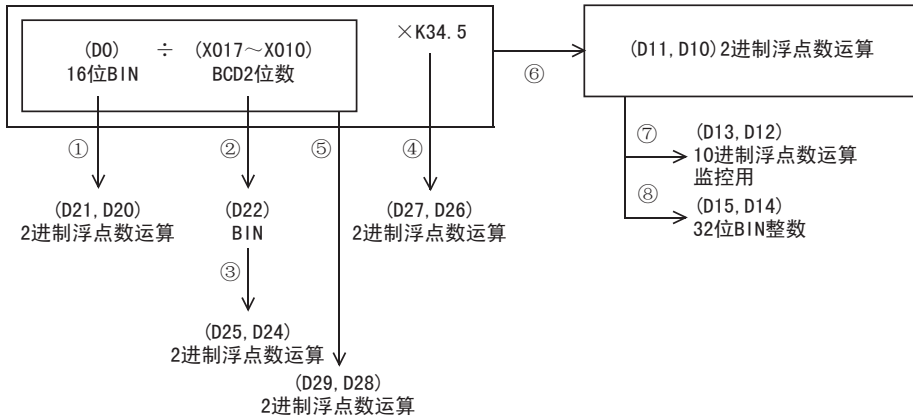 (D0) ÷ (X017～X010) ×K34.5
16位BIN BCD2位数
⑥
(D11,D10)2进制浮点数运算
① ② ⑤ ④
(D21,D20)
2进制浮点数运算
(D22)
BIN
(D27,D26)
2进制浮点数运算
③
(D25,D24)
2进制浮点数运算
(D29,D28)
2进制浮点数运算
⑦
(D13,D12)
10进制浮点数运算
监控用
⑧
(D15,D14)
32位BIN整数